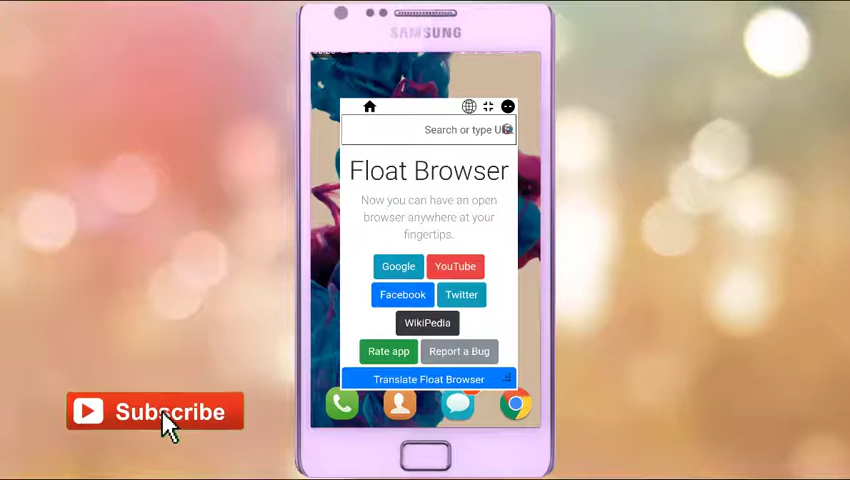 SAMSUNG
Search or type
Float Browser
Now you can have an open
browser anywhere at your
fingertips.
Google YouTube
Facebook Twitter
WikiPedia
Rate app Report a Bug
Translate Float Browser
Subscribe